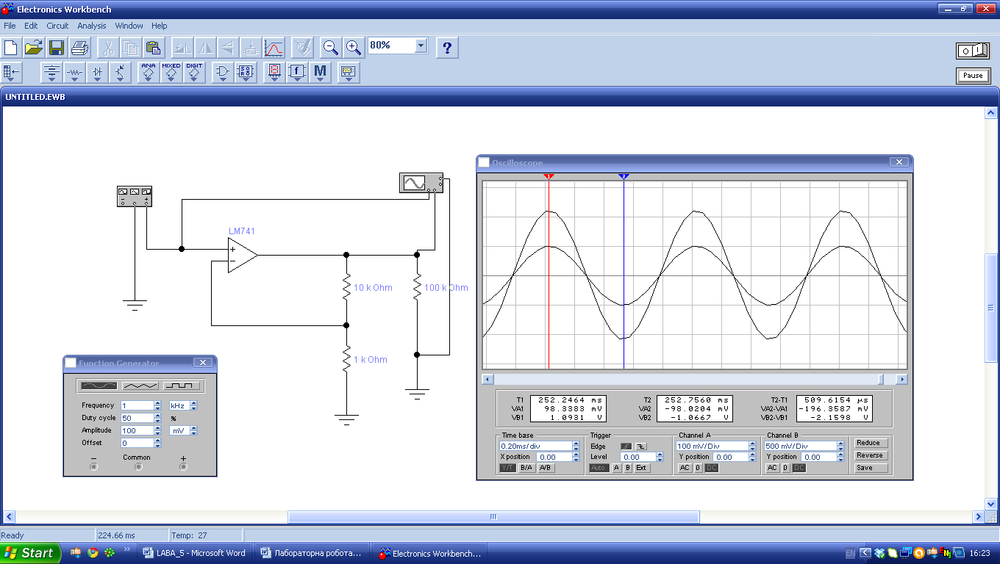 Electronics Workbench
File Edit Circuit Analysis Window Help
80%
?
ANA MIXED DIGIT
f M
Pause
UNTITLED.EWB
Oscilloscope
1 2
LM741
+
−
10 k Ohm 100 k Ohm
1 k Ohm
Function Generator
Frequency 1 kHz
Duty cycle 50 %
Amplitude 100 mV
Offset 0
− Common +
T1 252.2464 ms T2 252.7560 ms T2-T1 509.6154 µs
VA1 98.3383 mV VA2 -98.0204 mV VA2-VA1 -196.3587 mV
VB1 1.0931 V VB2 -1.0667 V VB2-VB1 -2.1598 V
Time base Trigger Channel A Channel B
0.20ms/div Edge 100 mV/Div 500 mV/Div Reduce
X position 0.00 Level 0.00 Y position 0.00 Y position 0.00 Reverse
Y/T B/A A/B Auto A B Ext AC 0 DC AC 0 DC Save
Ready 224.66 ms Temp: 27
Start LABA_5 - Microsoft Word Лабораторна робота... Electronics Workbench... EN 16:23